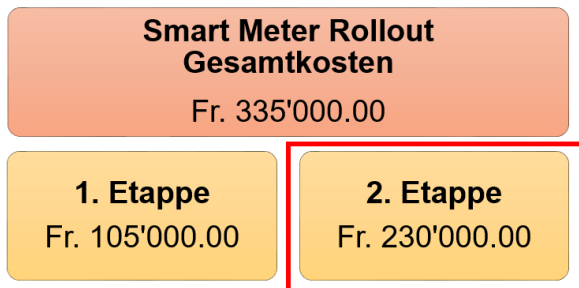 Smart Meter Rollout
Gesamtkosten
Fr. 335'000.00
1. Etappe
Fr. 105'000.00
2. Etappe
Fr. 230'000.00